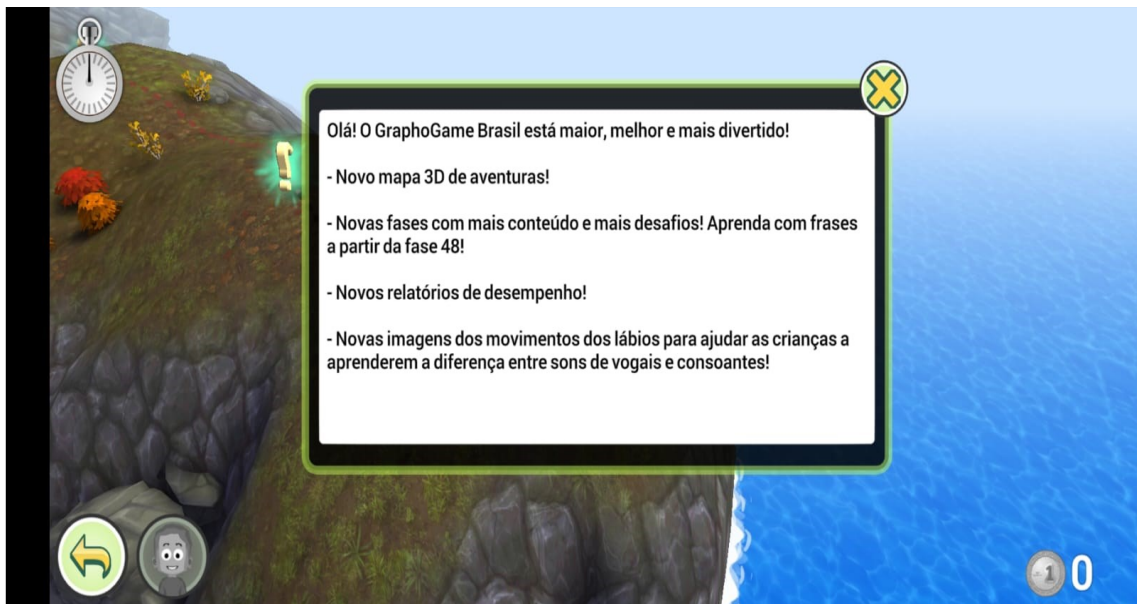 Olá! O GraphoGame Brasil está maior, melhor e mais divertido!
- Novo mapa 3D de aventuras!
- Novas fases com mais conteúdo e mais desafios! Aprenda com frases
a partir da fase 48!
- Novos relatórios de desempenho!
- Novas imagens dos movimentos dos lábios para ajudar as crianças a
aprenderem a diferença entre sons de vogais e consoantes!
1 0